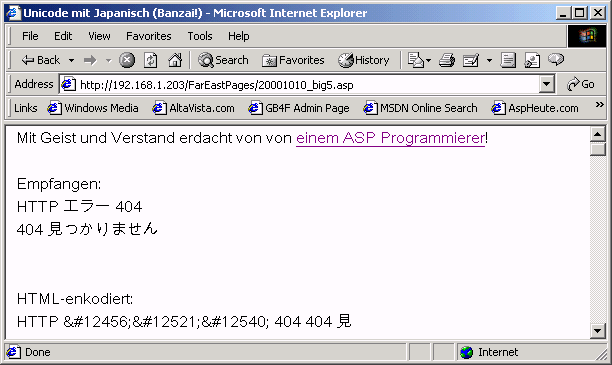 Unicode mit Japanisch (Banzai!) - Microsoft Internet Explorer
File Edit View Favorites Tools Help
Back Search Favorites History
Address http://192.168.1.203/FarEastPages/20001010_big5.asp Go
Links Windows Media AltaVista.com GB4F Admin Page MSDN Online Search AspHeute.com »
Mit Geist und Verstand erdacht von von einem ASP Programmierer!
Empfangen:
HTTP エラー 404
404 見つかりません
HTML-enkodiert:
HTTP &#12456;&#12521;&#12540; 404 404 見
Done Internet